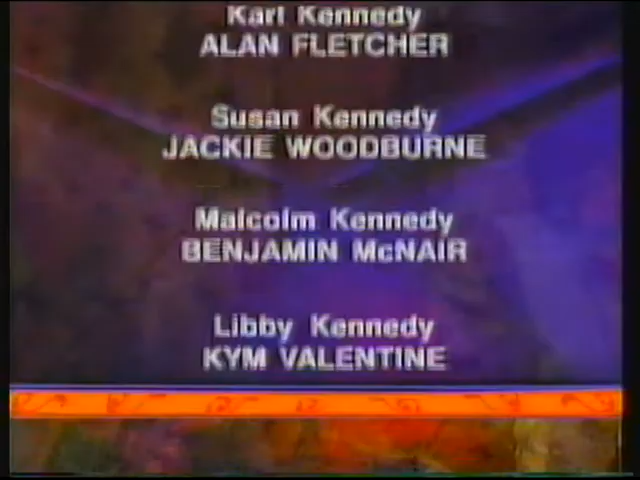 Karl Kennedy
ALAN FLETCHER
Susan Kennedy
JACKIE WOODBURNE
Malcolm Kennedy
BENJAMIN McNAIR
Libby Kennedy
KYM VALENTINE